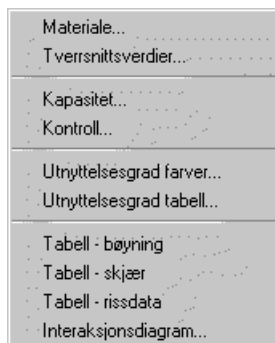 Materiale...
Tverrsnittsverdier...
Kapasitet...
Kontroll...
Utnyttelsesgrad farver...
Utnyttelsesgrad tabell...
Tabell - bøyning
Tabell - skjær
Tabell - rissdata
Interaksjonsdiagram...